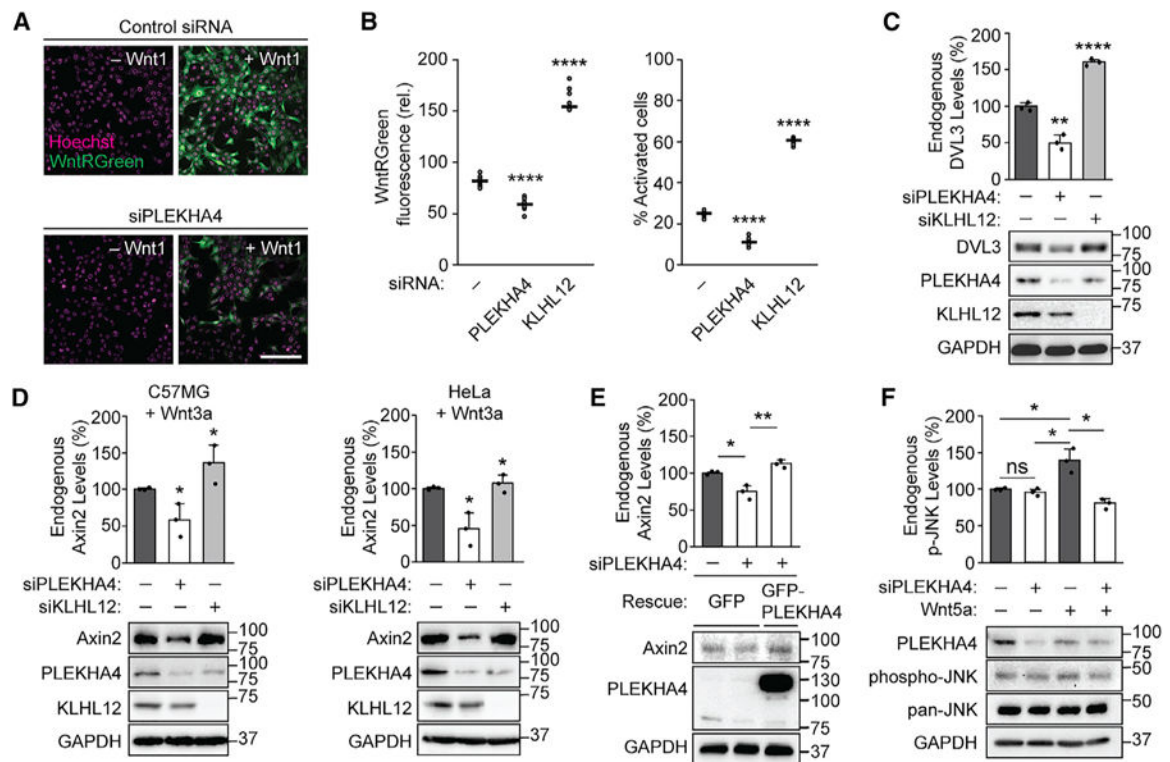 A
Control siRNA
– Wnt1
+ Wnt1
Hoechst
WntRGreen
siPLEKHA4
– Wnt1
+ Wnt1
B
WntRGreen
fluorescence (rel.)
200
150
100
50
0
****
****
siRNA:
–
PLEKHA4
KLHL12
% Activated cells
100
80
60
40
20
0
****
****
–
PLEKHA4
KLHL12
C
Endogenous
DVL3 Levels (%)
200
150
100
50
0
**
****
siPLEKHA4: – + –
siKLHL12: – – +
DVL3
100
75
PLEKHA4
100
75
KLHL12
75
GAPDH
37
D
C57MG
+ Wnt3a
Endogenous
Axin2 Levels (%)
200
150
100
50
0
*
*
siPLEKHA4: – + –
siKLHL12: – – +
Axin2
100
75
PLEKHA4
100
75
KLHL12
75
GAPDH
37
HeLa
+ Wnt3a
Endogenous
Axin2 Levels (%)
200
150
100
50
0
*
*
siPLEKHA4: – + –
siKLHL12: – – +
Axin2
100
75
PLEKHA4
100
75
KLHL12
75
GAPDH
37
E
Endogenous
Axin2 Levels (%)
200
150
100
50
0
*
**
siPLEKHA4: – + +
Rescue: GFP
GFP-
PLEKHA4
Axin2
100
75
PLEKHA4
130
100
75
GAPDH
37
F
Endogenous
p-JNK Levels (%)
200
150
100
50
0
ns
*
*
*
siPLEKHA4: – + – +
Wnt5a: – – + +
PLEKHA4
100
75
phospho-JNK
50
pan-JNK
50
GAPDH
37